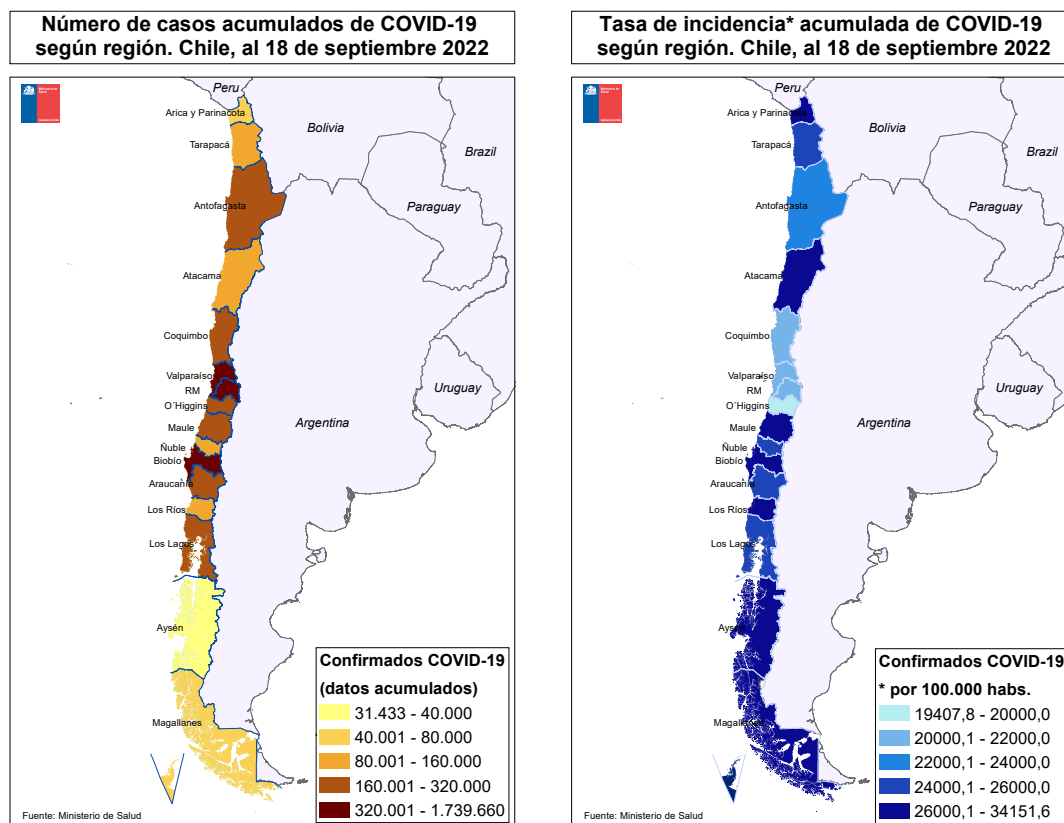 Número de casos acumulados de COVID-19
según región. Chile, al 18 de septiembre 2022
Peru
Arica y Parinacota
Bolivia
Tarapacá
Brazil
Antofagasta
Paraguay
Atacama
Coquimbo
Valparaíso
RM
Uruguay
O´Higgins
Argentina
Maule
Ñuble
Biobío
Araucanía
Los Ríos
Los Lagos
Aysén
Magallanes
Confirmados COVID-19
(datos acumulados)
31.433 - 40.000
40.001 - 80.000
80.001 - 160.000
160.001 - 320.000
320.001 - 1.739.660
Fuente: Ministerio de Salud
Tasa de incidencia* acumulada de COVID-19
según región. Chile, al 18 de septiembre 2022
Peru
Arica y Parinacota
Bolivia
Tarapacá
Brazil
Antofagasta
Paraguay
Atacama
Coquimbo
Valparaíso
RM
Uruguay
O´Higgins
Argentina
Maule
Ñuble
Biobío
Araucanía
Los Ríos
Los Lagos
Aysén
Magallanes
Confirmados COVID-19
* por 100.000 habs.
19407,8 - 20000,0
20000,1 - 22000,0
22000,1 - 24000,0
24000,1 - 26000,0
26000,1 - 34151,6
Fuente: Ministerio de Salud